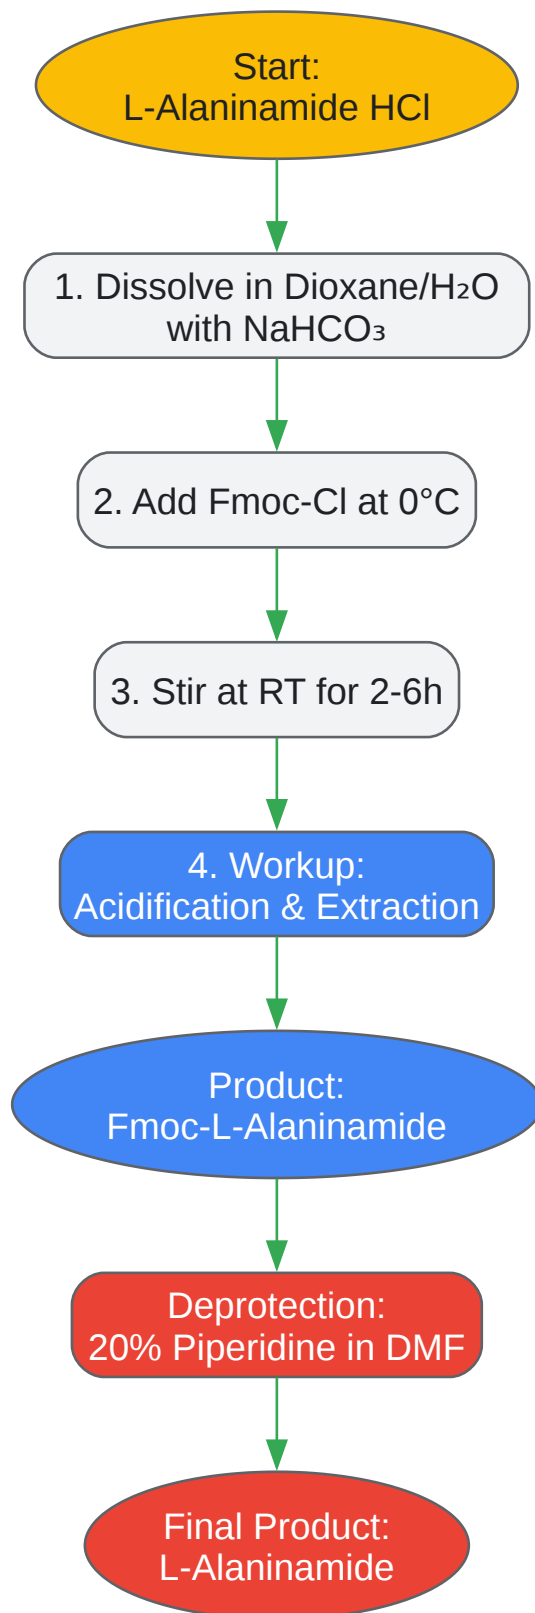 Start:
L-Alaninamide HCl
1. Dissolve in Dioxane/H₂O
with NaHCO₃
2. Add Fmoc-Cl at 0°C
3. Stir at RT for 2-6h
4. Workup:
Acidification & Extraction
Product:
Fmoc-L-Alaninamide
Deprotection:
20% Piperidine in DMF
Final Product:
L-Alaninamide